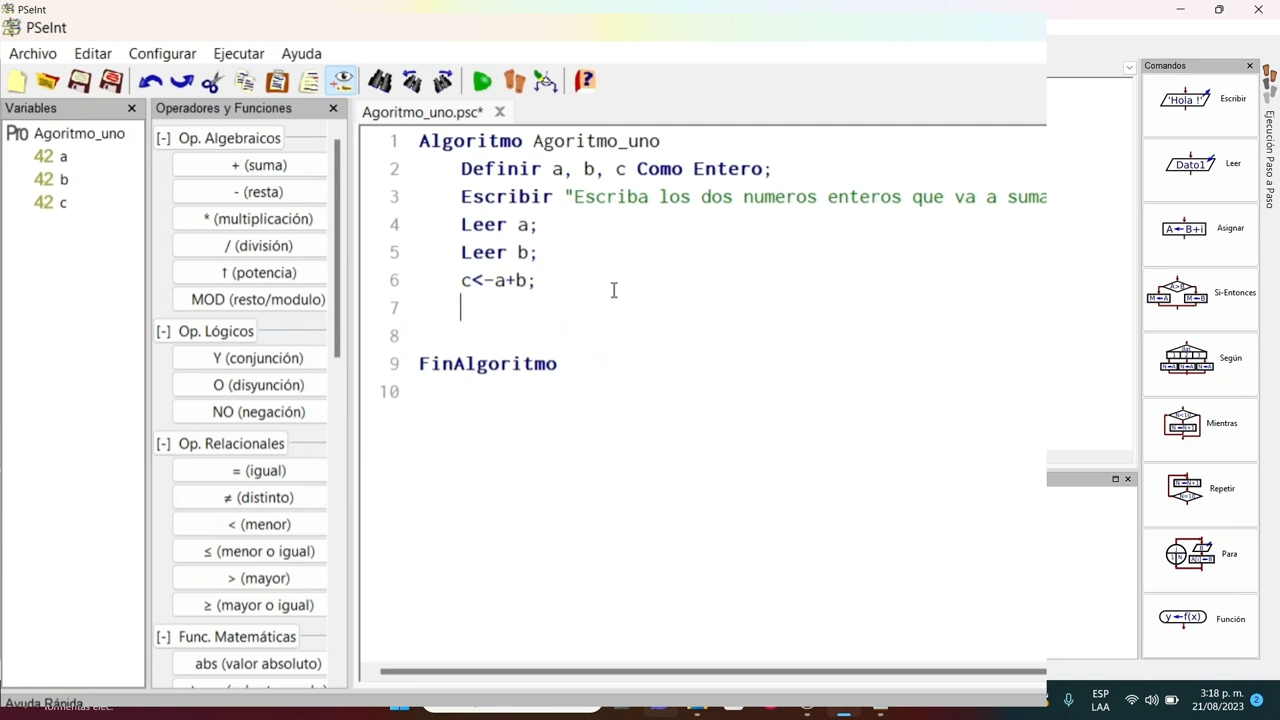 PSeInt
PSeInt
Archivo Editar Configurar Ejecutar Ayuda
Variables
Pro Agoritmo_uno
42 a
42 b
42 c
Operadores y Funciones
[-] Op. Algebraicos
+ (suma)
- (resta)
* (multiplicación)
/ (división)
↑ (potencia)
MOD (resto/modulo)
[-] Op. Lógicos
Y (conjunción)
O (disyunción)
NO (negación)
[-] Op. Relacionales
= (igual)
≠ (distinto)
< (menor)
≤ (menor o igual)
> (mayor)
≥ (mayor o igual)
[-] Func. Matemáticas
abs (valor absoluto)
Agoritmo_uno.psc*
1 Algoritmo Agoritmo_uno
2 Definir a, b, c Como Entero;
3 Escribir "Escriba los dos numeros enteros que va a suma
4 Leer a;
5 Leer b;
6 c<-a+b;
7
8
9 FinAlgoritmo
10
Comandos
'Hola !' Escribir
Dato1 Leer
A←B+i Asignar
A>B M←A M←B Si-Entonces
Según
Mientras
Repetir
Para
y←f(x) Función
Ejecución Paso a Paso
Ayuda Rápida
Tormentas eléc.
ESP
LAA
3:18 p. m.
21/08/2023
2